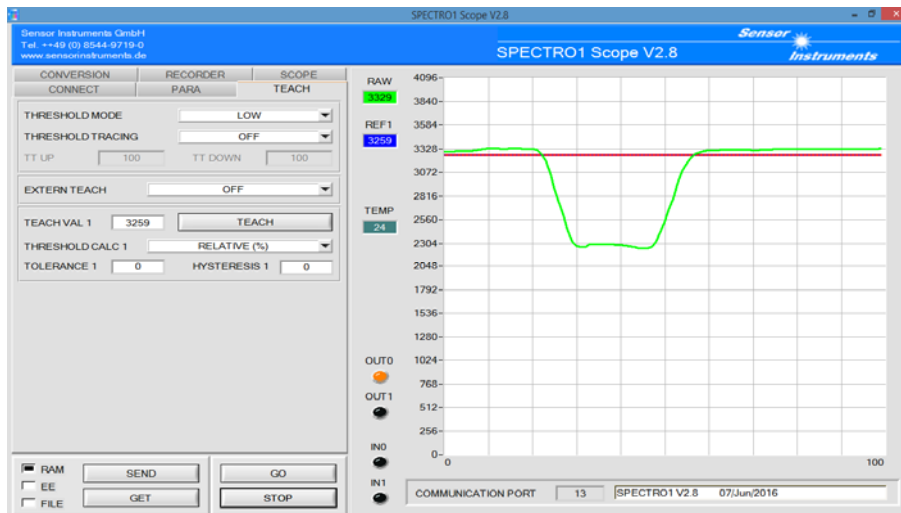 SPECTRO1 Scope V2.8
Sensor Instruments GmbH
Tel. ++49 (0) 8544-9719-0
www.sensorinstruments.de
SPECTRO1 Scope V2.8
Sensor
Instruments
CONVERSION RECORDER SCOPE
CONNECT PARA TEACH
THRESHOLD MODE LOW
THRESHOLD TRACING OFF
TT UP 100 TT DOWN 100
EXTERN TEACH OFF
TEACH VAL 1 3259 TEACH
THRESHOLD CALC 1 RELATIVE (%)
TOLERANCE 1 0 HYSTERESIS 1 0
RAM
EE
FILE
SEND
GET
GO
STOP
RAW
3329
REF1
3259
TEMP
24
OUT0
OUT1
IN0
IN1
4096
3840
3584
3328
3072
2816
2560
2304
2048
1792
1536
1280
1024
768
512
256
0
0 100
COMMUNICATION PORT 13 SPECTRO1 V2.8 07/Jun/2016